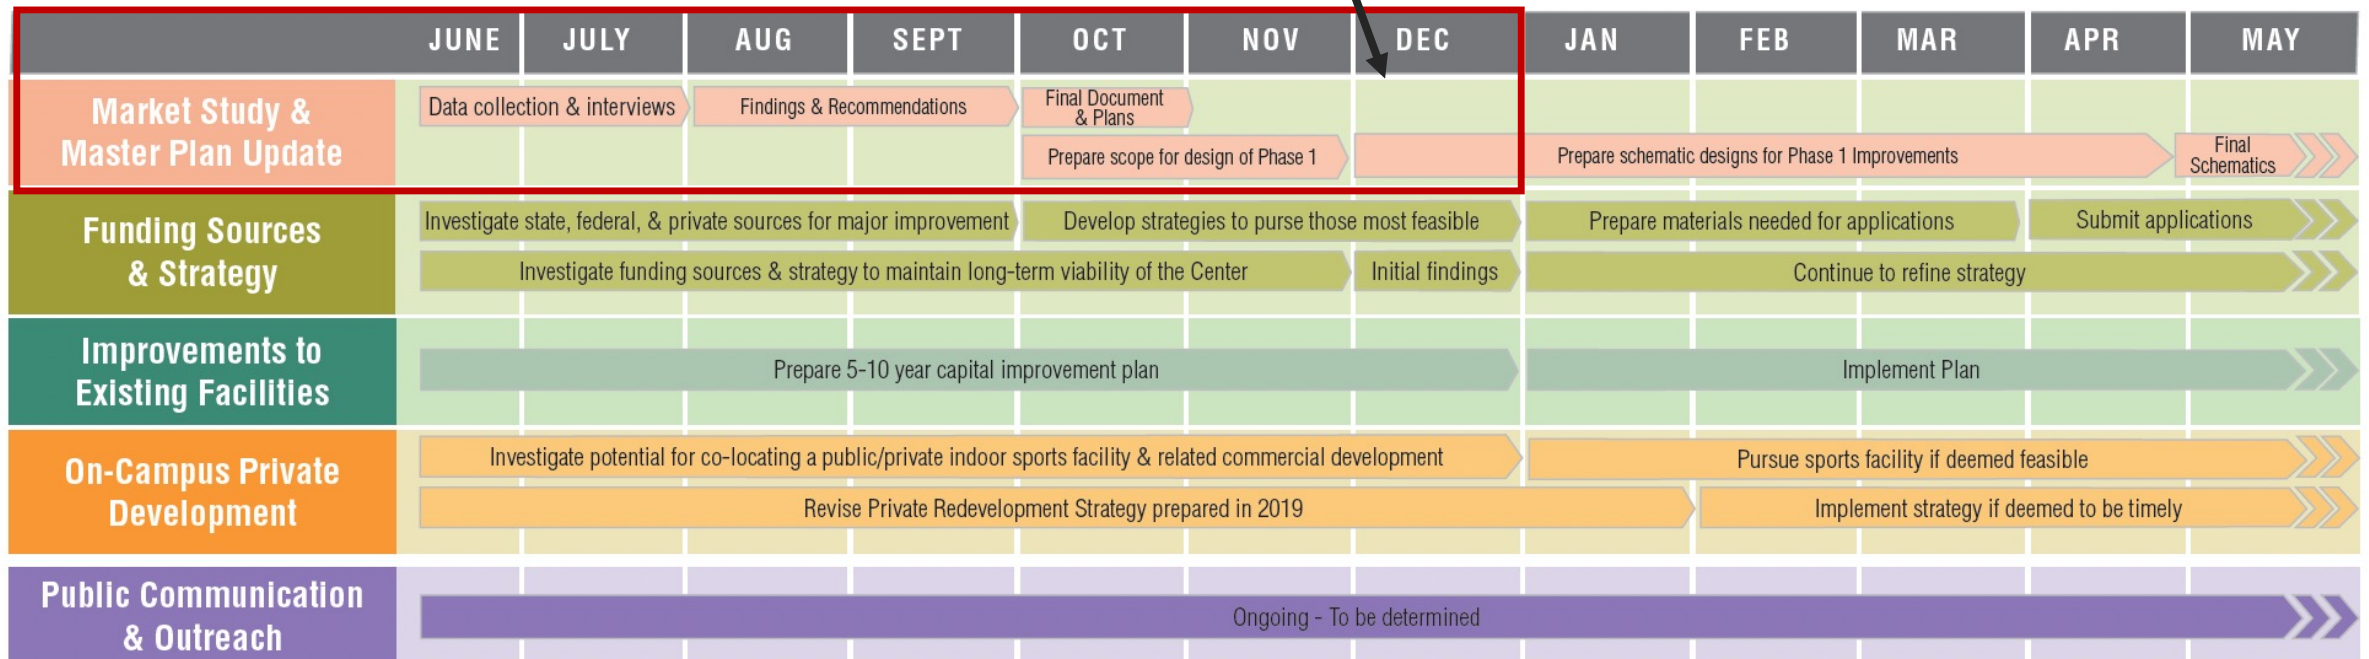 JUNE JULY AUG SEPT OCT NOV DEC JAN FEB MAR APR MAY
Market Study &
Master Plan Update
Data collection & interviews
Findings & Recommendations
Final Document
& Plans
Prepare scope for design of Phase 1
Prepare schematic designs for Phase 1 Improvements
Final
Schematics
Funding Sources
& Strategy
Investigate state, federal, & private sources for major improvement
Develop strategies to purse those most feasible
Prepare materials needed for applications
Submit applications
Investigate funding sources & strategy to maintain long-term viability of the Center
Initial findings
Continue to refine strategy
Improvements to
Existing Facilities
Prepare 5-10 year capital improvement plan
Implement Plan
On-Campus Private
Development
Investigate potential for co-locating a public/private indoor sports facility & related commercial development
Pursue sports facility if deemed feasible
Revise Private Redevelopment Strategy prepared in 2019
Implement strategy if deemed to be timely
Public Communication
& Outreach
Ongoing - To be determined